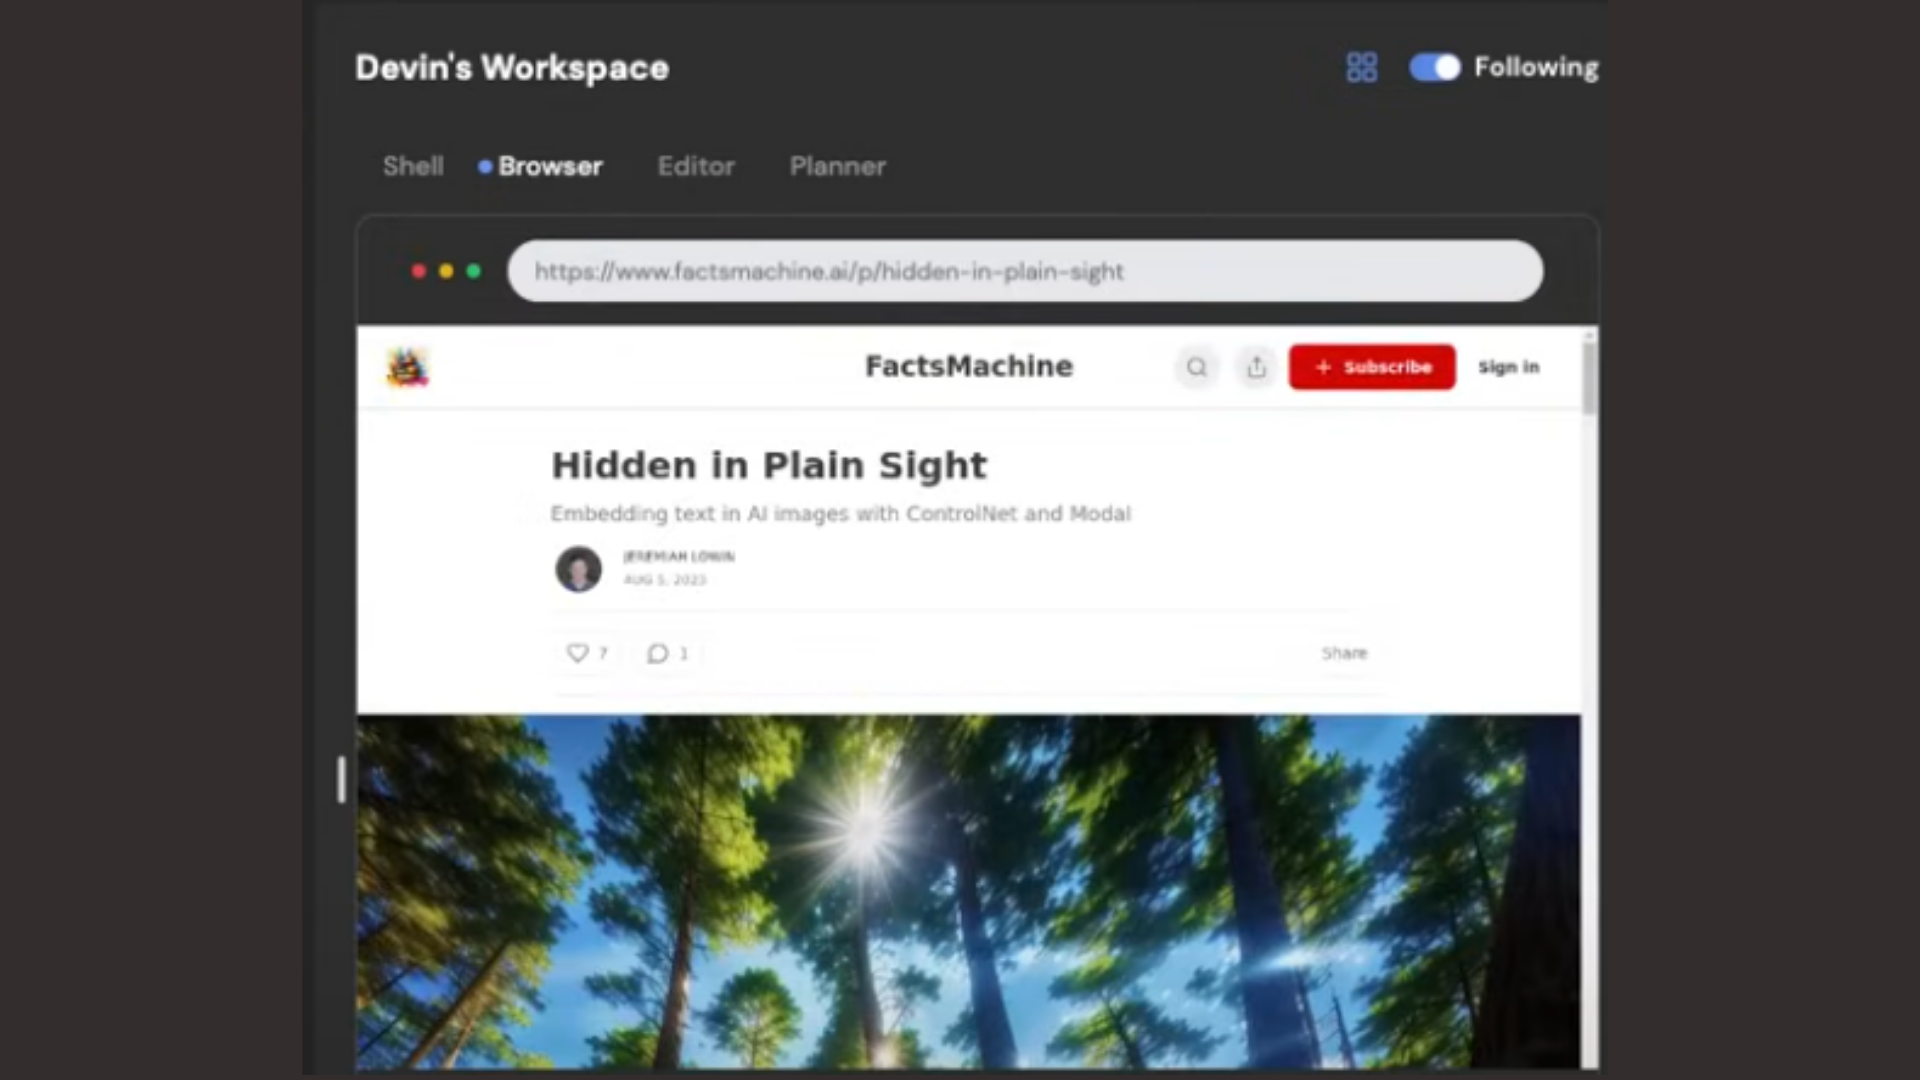 Devin's Workspace
Following
Shell
Browser
Editor
Planner
https://www.factsmachine.ai/p/hidden-in-plain-sight
FactsMachine
+ Subscribe
Sign in
Hidden in Plain Sight
Embedding text in AI images with ControlNet and Modal
JEREMIAH LOWIN
AUG 5, 2023
7
1
Share